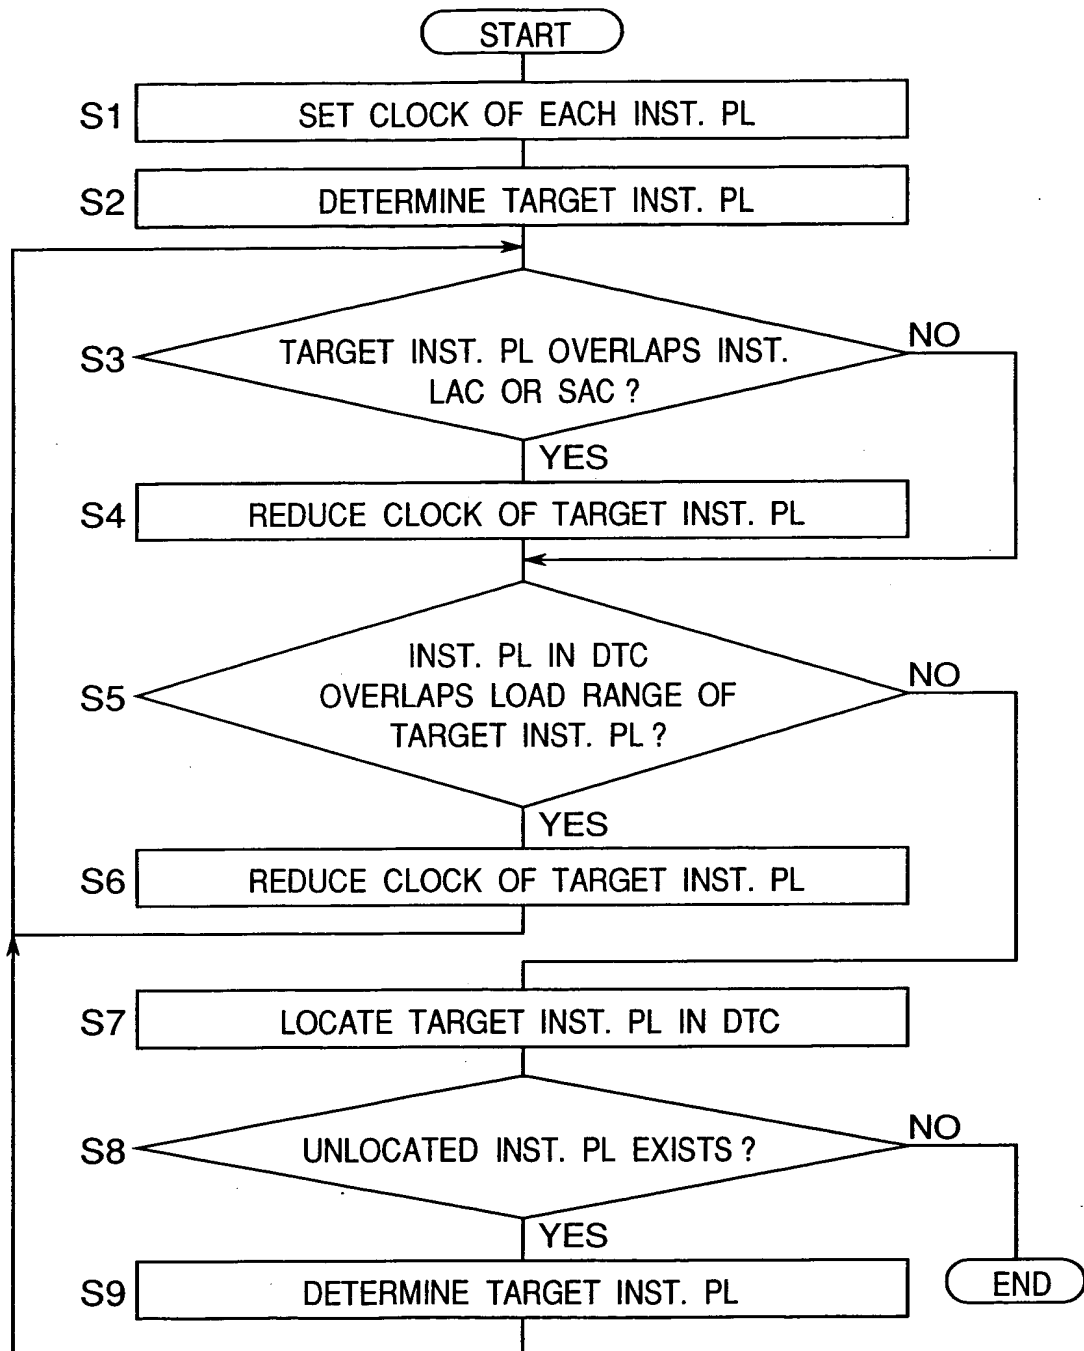 START
S1
SET CLOCK OF EACH INST. PL
S2
DETERMINE TARGET INST. PL
S3
TARGET INST. PL OVERLAPS INST.
LAC OR SAC ?
NO
YES
S4
REDUCE CLOCK OF TARGET INST. PL
S5
INST. PL IN DTC
OVERLAPS LOAD RANGE OF
TARGET INST. PL ?
NO
YES
S6
REDUCE CLOCK OF TARGET INST. PL
S7
LOCATE TARGET INST. PL IN DTC
S8
UNLOCATED INST. PL EXISTS ?
NO
YES
S9
DETERMINE TARGET INST. PL
END